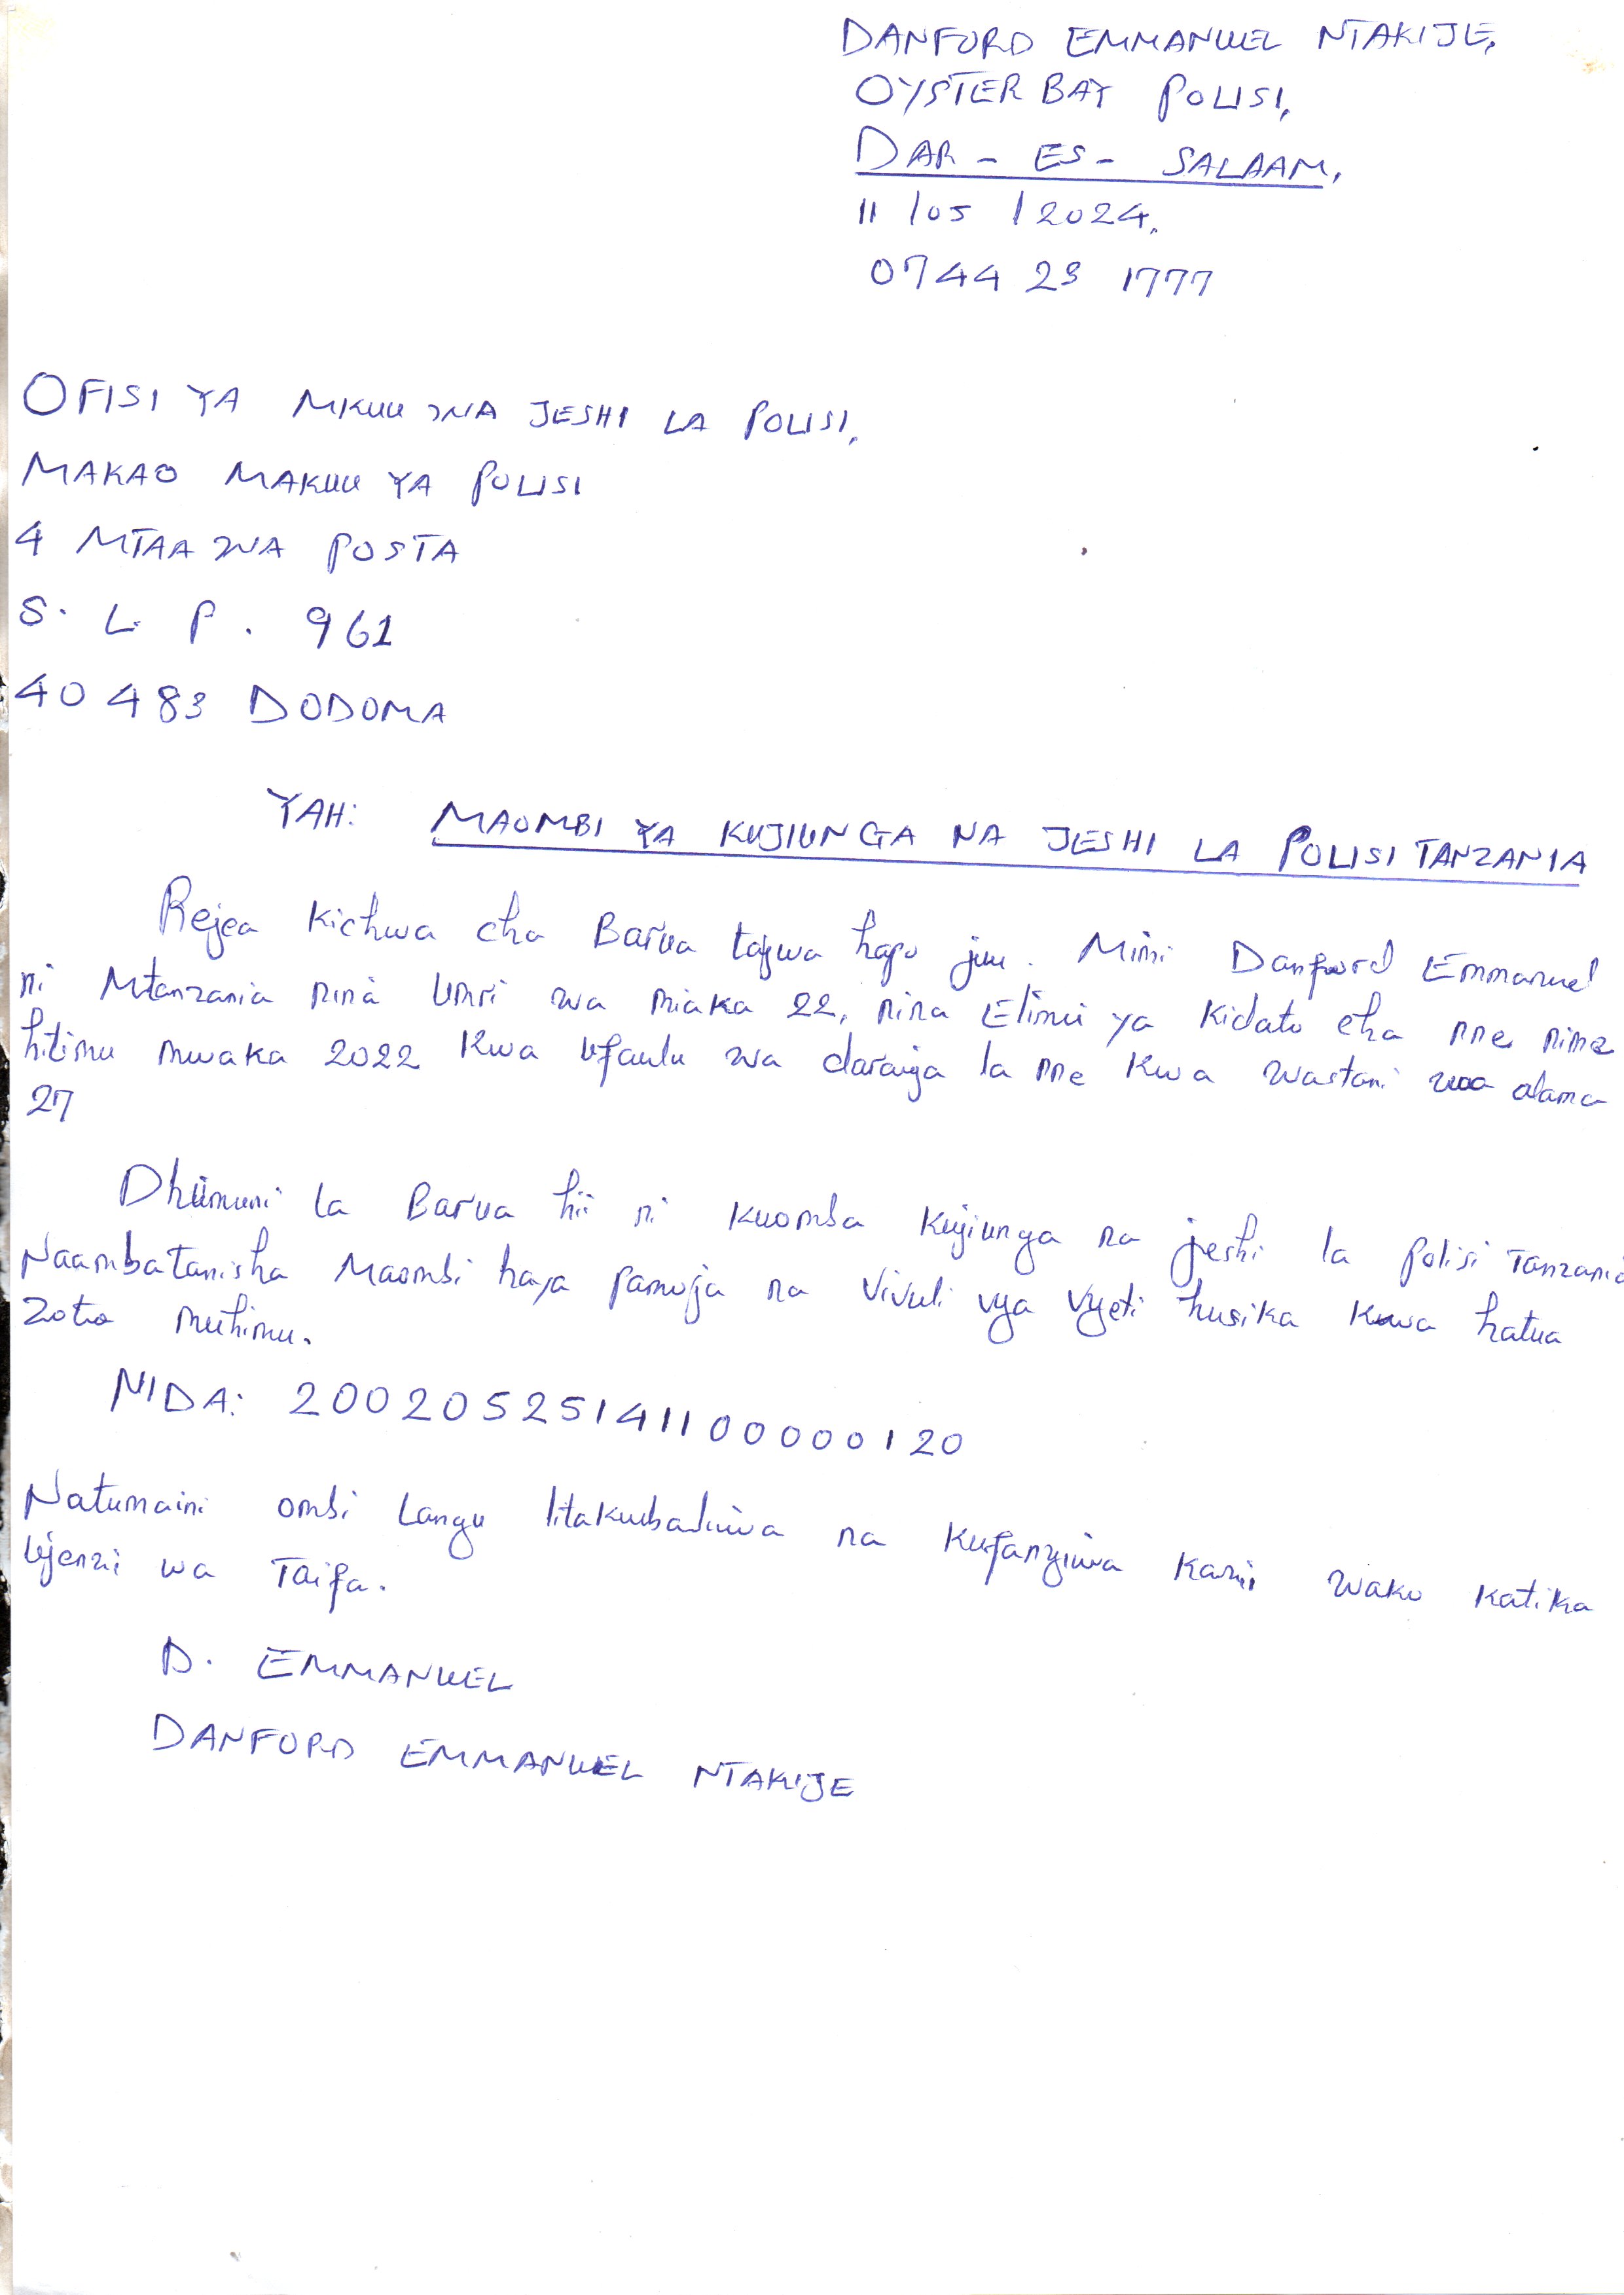 DANFORD EMMANUEL NTAKIJE,
OYSTER BAY POLISI,
DAR - ES - SALAAM,
11 /05 /2024.
0744 23 1777
OFISI YA MKUU WA JESHI LA POLISI,
MAKAO MAKUU YA POLISI
4 MTAA WA POSTA
S. L. P. 961
40 483 DODOMA
YAH: MAOMBI YA KUJIUNGA NA JESHI LA POLISI TANZANIA
Rejea Kichwa cha Barua tajwa hapo juu. Mimi Danford Emmanuel
ni Mtanzania nina Umri wa miaka 22, nina Elimu ya Kidato cha nne nime
hitimu mwaka 2022 Kwa Ufaulu wa daraja la nne Kwa Wastani wa alama
27
Dhimuni la Barua hii ni Kuomba Kujiunga na jeshi la polisi Tanzania
Naambatanisha Maombi haya pamoja na Vivuli vya Vyeti husika Kwa hatua
Zote muhimu.
NIDA: 20020525141100000120
Natumaini ombi Langu litakubaliwa na Kufanyiwa Kazi wako Katika
Ujenzi wa Taifa.
D. EMMANUEL
DANFORD EMMANUEL NTAKIJE